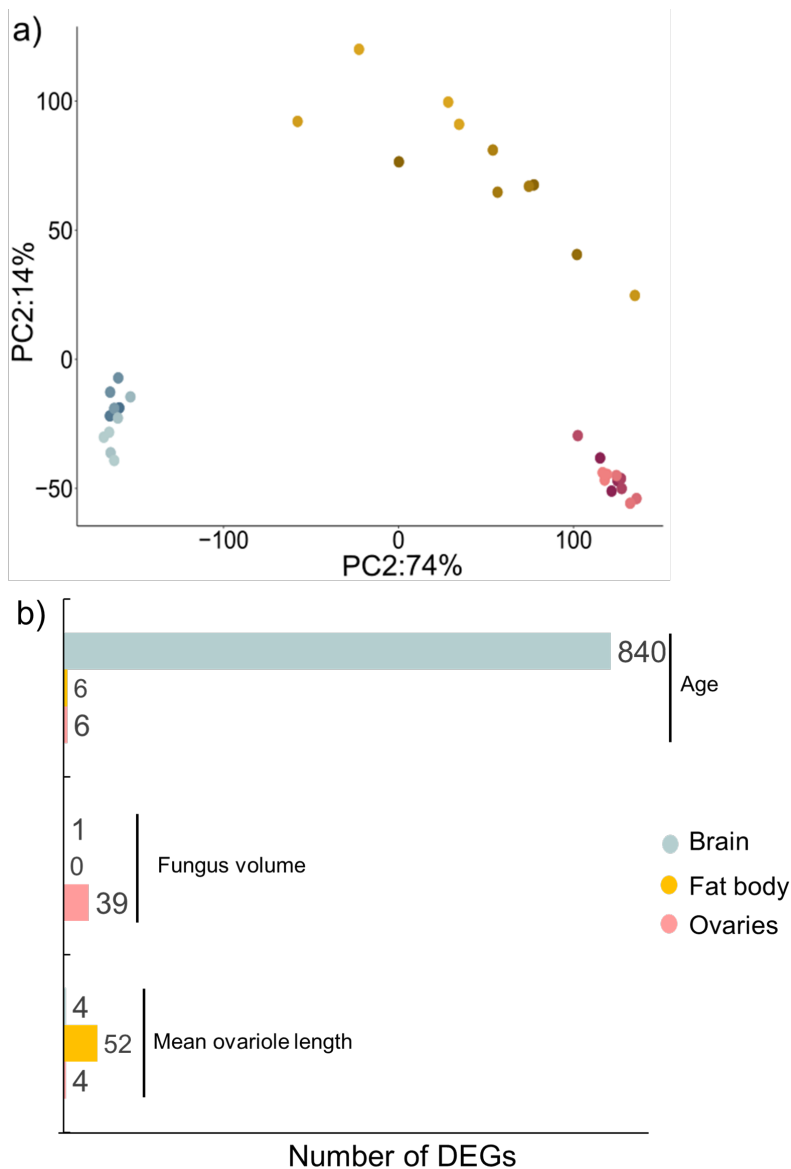 a)
100
50
0
−50
PC2:14%
−100
0
100
PC2:74%
b)
840
6
6
Age
1
0
39
Fungus volume
4
52
4
Mean ovariole length
Brain
Fat body
Ovaries
Number of DEGs